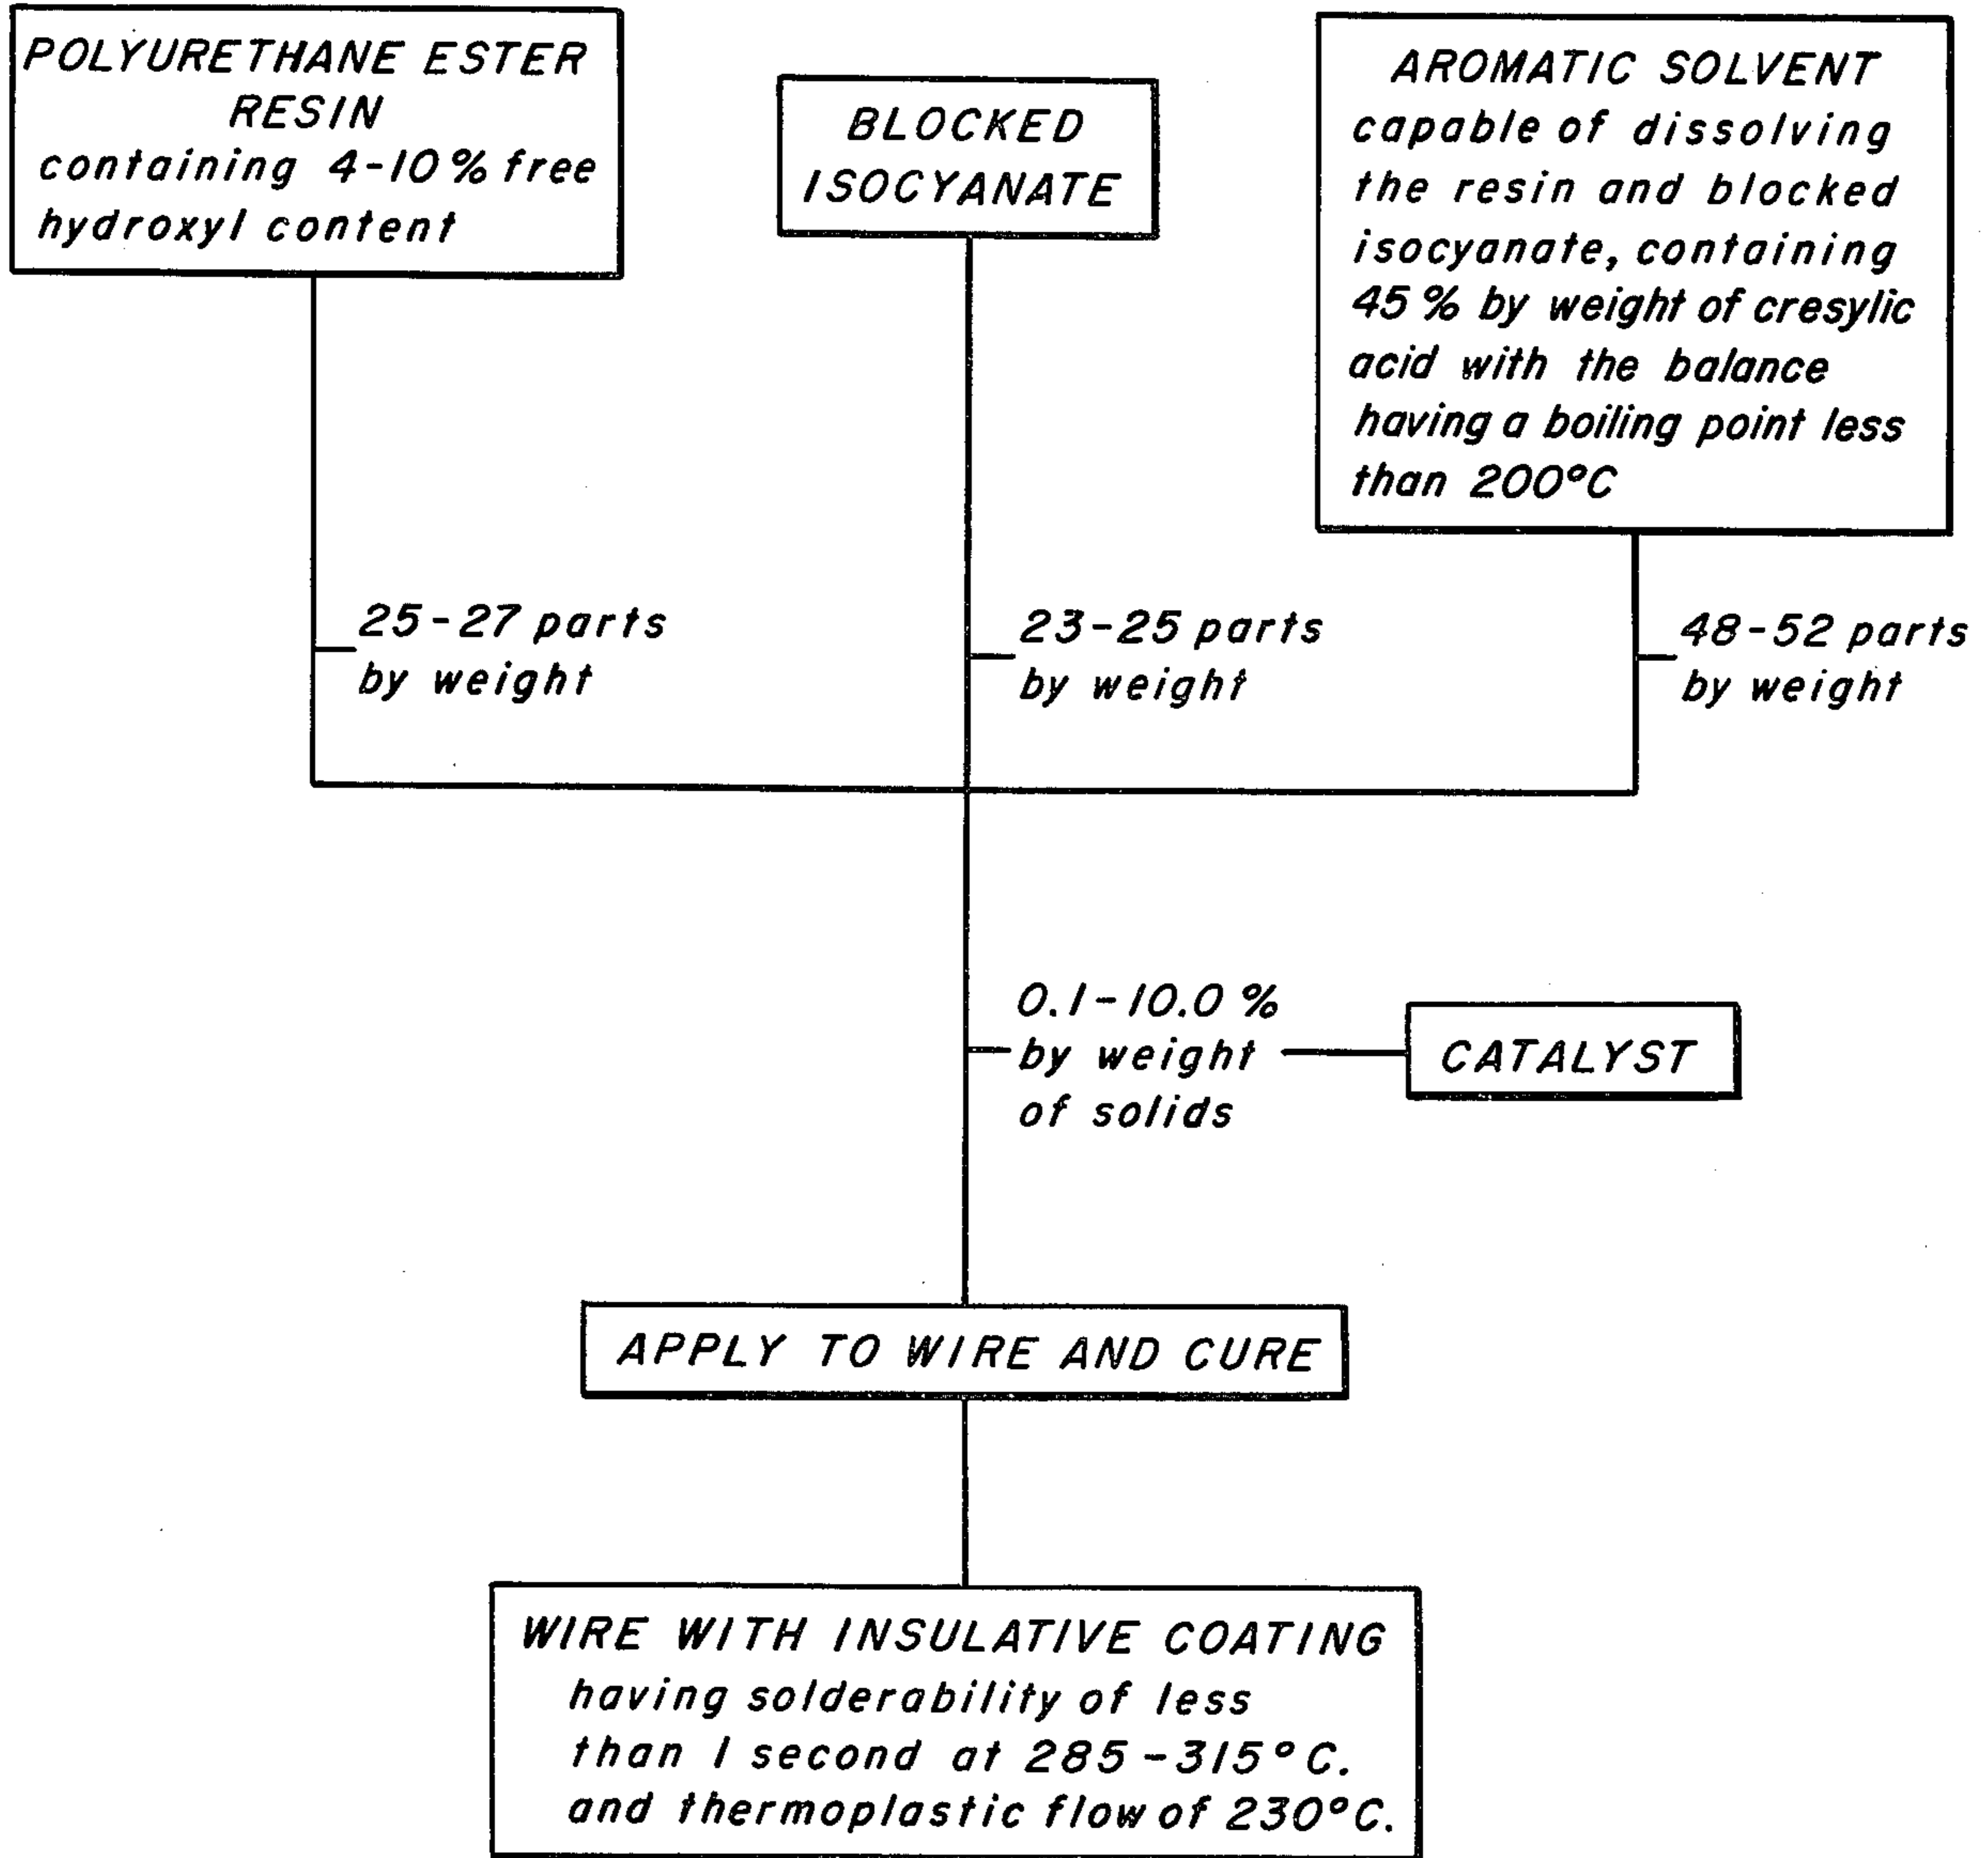 POLYURETHANE ESTER
RESIN
containing 4-10% free
hydroxyl content
BLOCKED
ISOCYANATE
AROMATIC SOLVENT
capable of dissolving
the resin and blocked
isocyanate, containing
45% by weight of cresylic
acid with the balance
having a boiling point less
than 200°C
25-27 parts
by weight
23-25 parts
by weight
48-52 parts
by weight
0.1-10.0%
by weight
of solids
CATALYST
APPLY TO WIRE AND CURE
WIRE WITH INSULATIVE COATING
having solderability of less
than 1 second at 285-315°C.
and thermoplastic flow of 230°C.